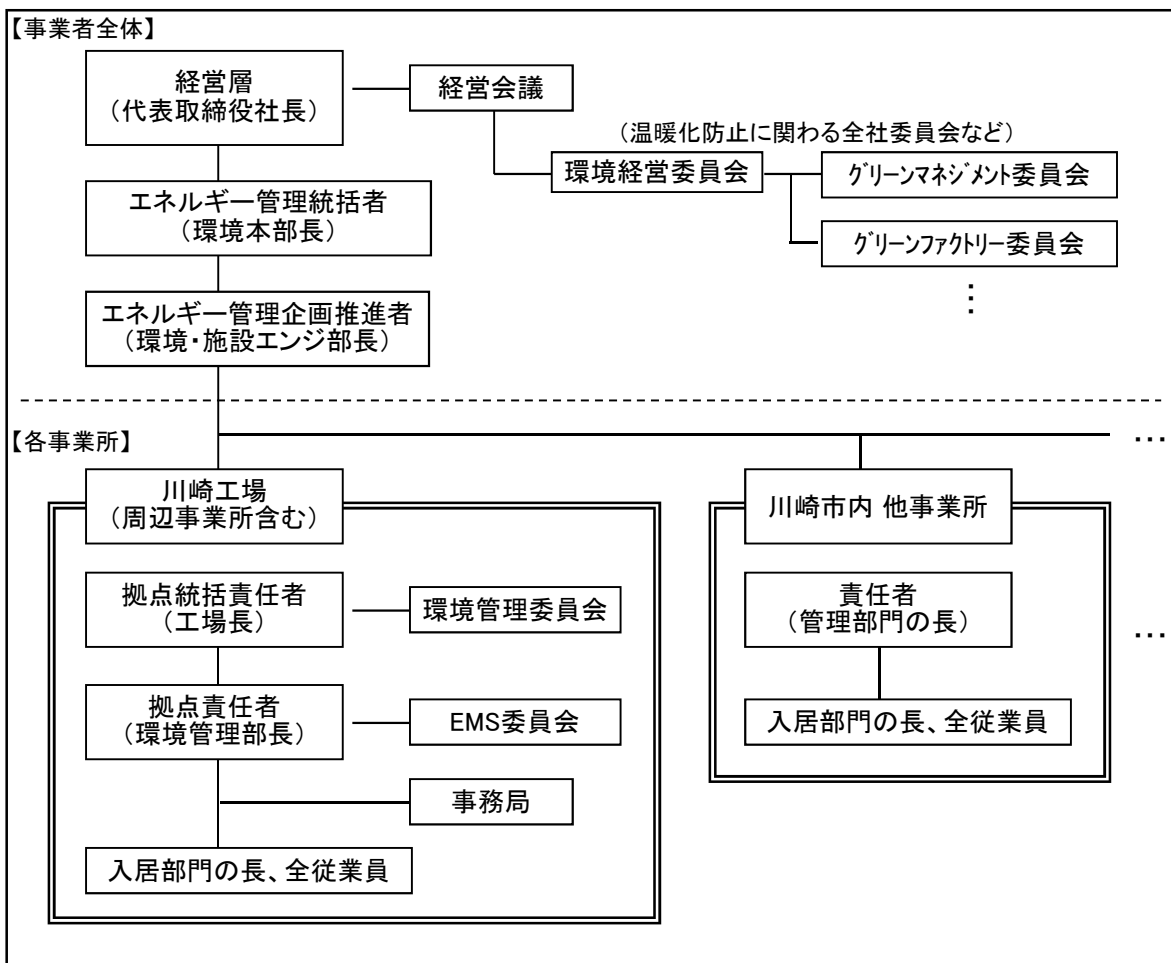 【事業者全体】
経営層
（代表取締役社長）
経営会議
（温暖化防止に関わる全社委員会など）
環境経営委員会
ｸﾞﾘｰﾝﾏﾈｼﾞﾒﾝﾄ委員会
エネルギー管理統括者
（環境本部長）
ｸﾞﾘｰﾝﾌｧｸﾄﾘｰ委員会
⋮
エネルギー管理企画推進者
（環境・施設エンジ部長）
【各事業所】
…
川崎工場
（周辺事業所含む）
川崎市内 他事業所
拠点統括責任者
（工場長）
環境管理委員会
責任者
（管理部門の長）
…
拠点責任者
（環境管理部長）
EMS委員会
入居部門の長、全従業員
事務局
入居部門の長、全従業員